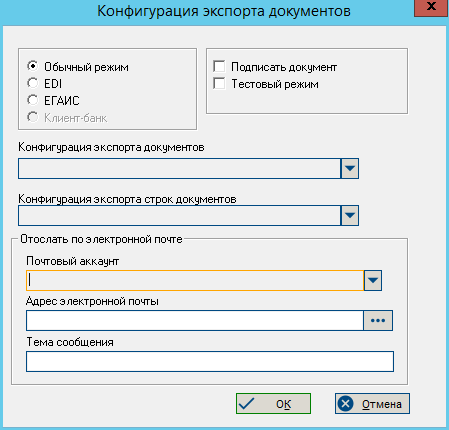 Конфигурация экспорта документов
X
Обычный режим
EDI
ЕГАИС
Клиент-банк
Подписать документ
Тестовый режим
Конфигурация экспорта документов
Конфигурация экспорта строк документов
Отослать по электронной почте
Почтовый аккаунт
Адрес электронной почты
Тема сообщения
OK
Отмена